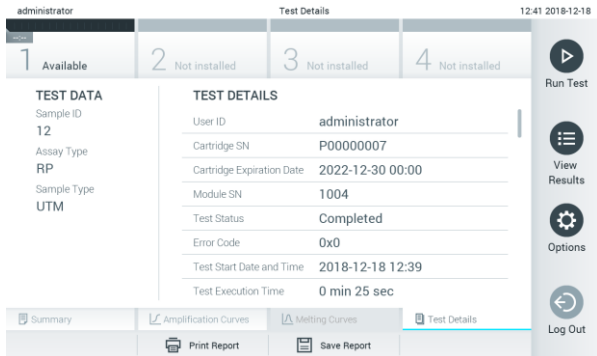 administrator Test Details 12:41 2018-12-18
--:--
1 Available 2 Not installed 3 Not installed 4 Not installed
Run Test
View
Results
Options
Log Out
TEST DATA
Sample ID
12
Assay Type
RP
Sample Type
UTM
TEST DETAILS
User ID administrator
Cartridge SN P00000007
Cartridge Expiration Date 2022-12-30 00:00
Module SN 1004
Test Status Completed
Error Code 0x0
Test Start Date and Time 2018-12-18 12:39
Test Execution Time 0 min 25 sec
Summary Amplification Curves Melting Curves Test Details
Print Report Save Report